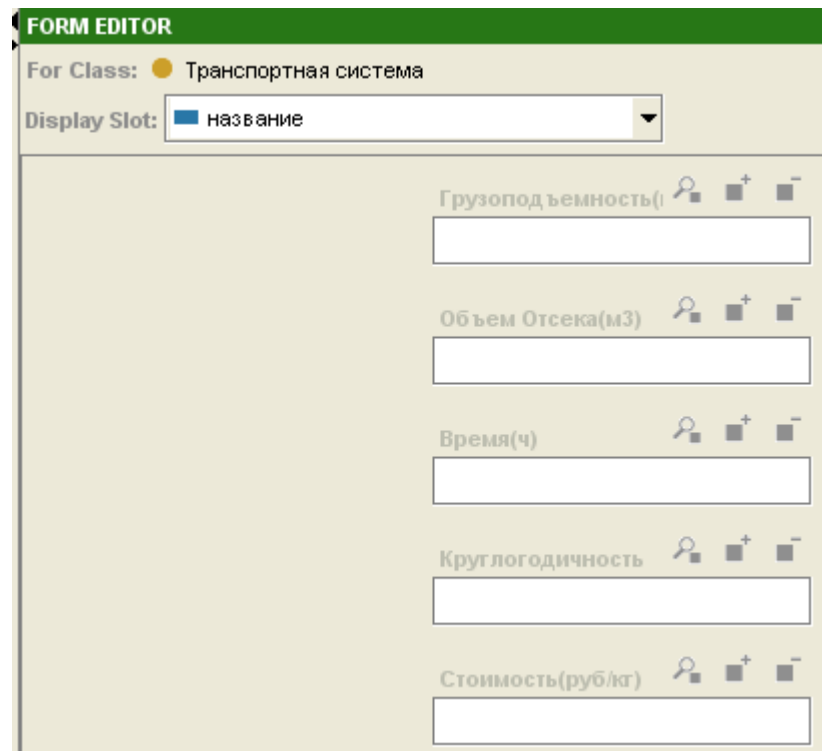 FORM EDITOR
For Class: Транспортная система
Display Slot: название
Грузоподъемность(
Объем Отсека(м3)
Время(ч)
Круглогодичность
Стоимость(руб/кг)